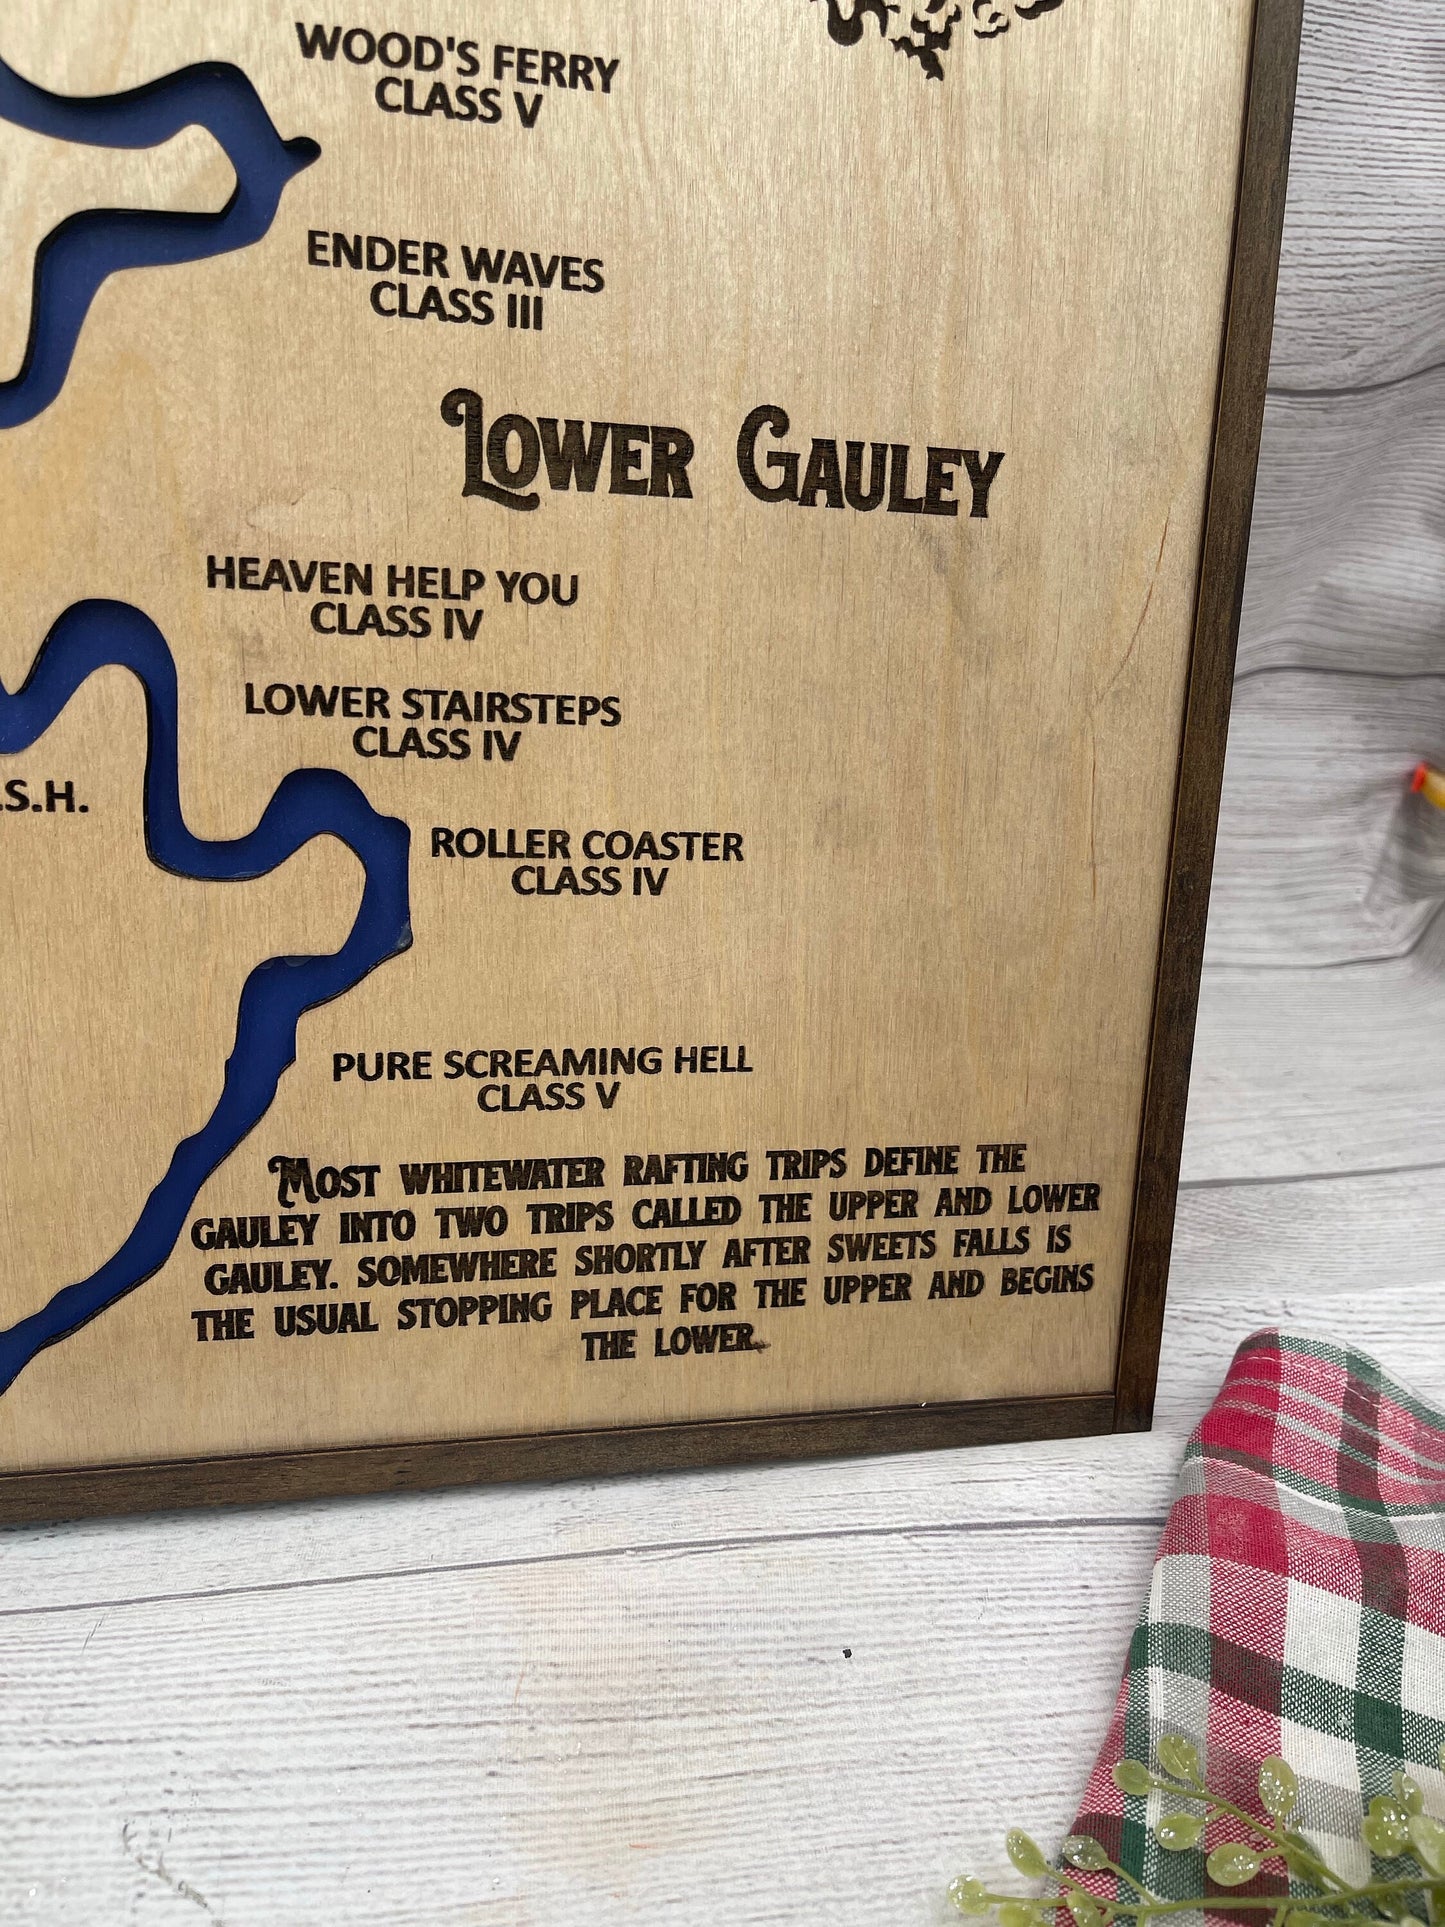 WOOD'S FERRY
CLASS V
ENDER WAVES
CLASS III
LOWER GAULEY
HEAVEN HELP YOU
CLASS IV
LOWER STAIRSTEPS
CLASS IV
.S.H.
ROLLER COASTER
CLASS IV
PURE SCREAMING HELL
CLASS V
MOST WHITEWATER RAFTING TRIPS DEFINE THE
GAULEY INTO TWO TRIPS CALLED THE UPPER AND LOWER
GAULEY. SOMEWHERE SHORTLY AFTER SWEETS FALLS IS
THE USUAL STOPPING PLACE FOR THE UPPER AND BEGINS
THE LOWER.